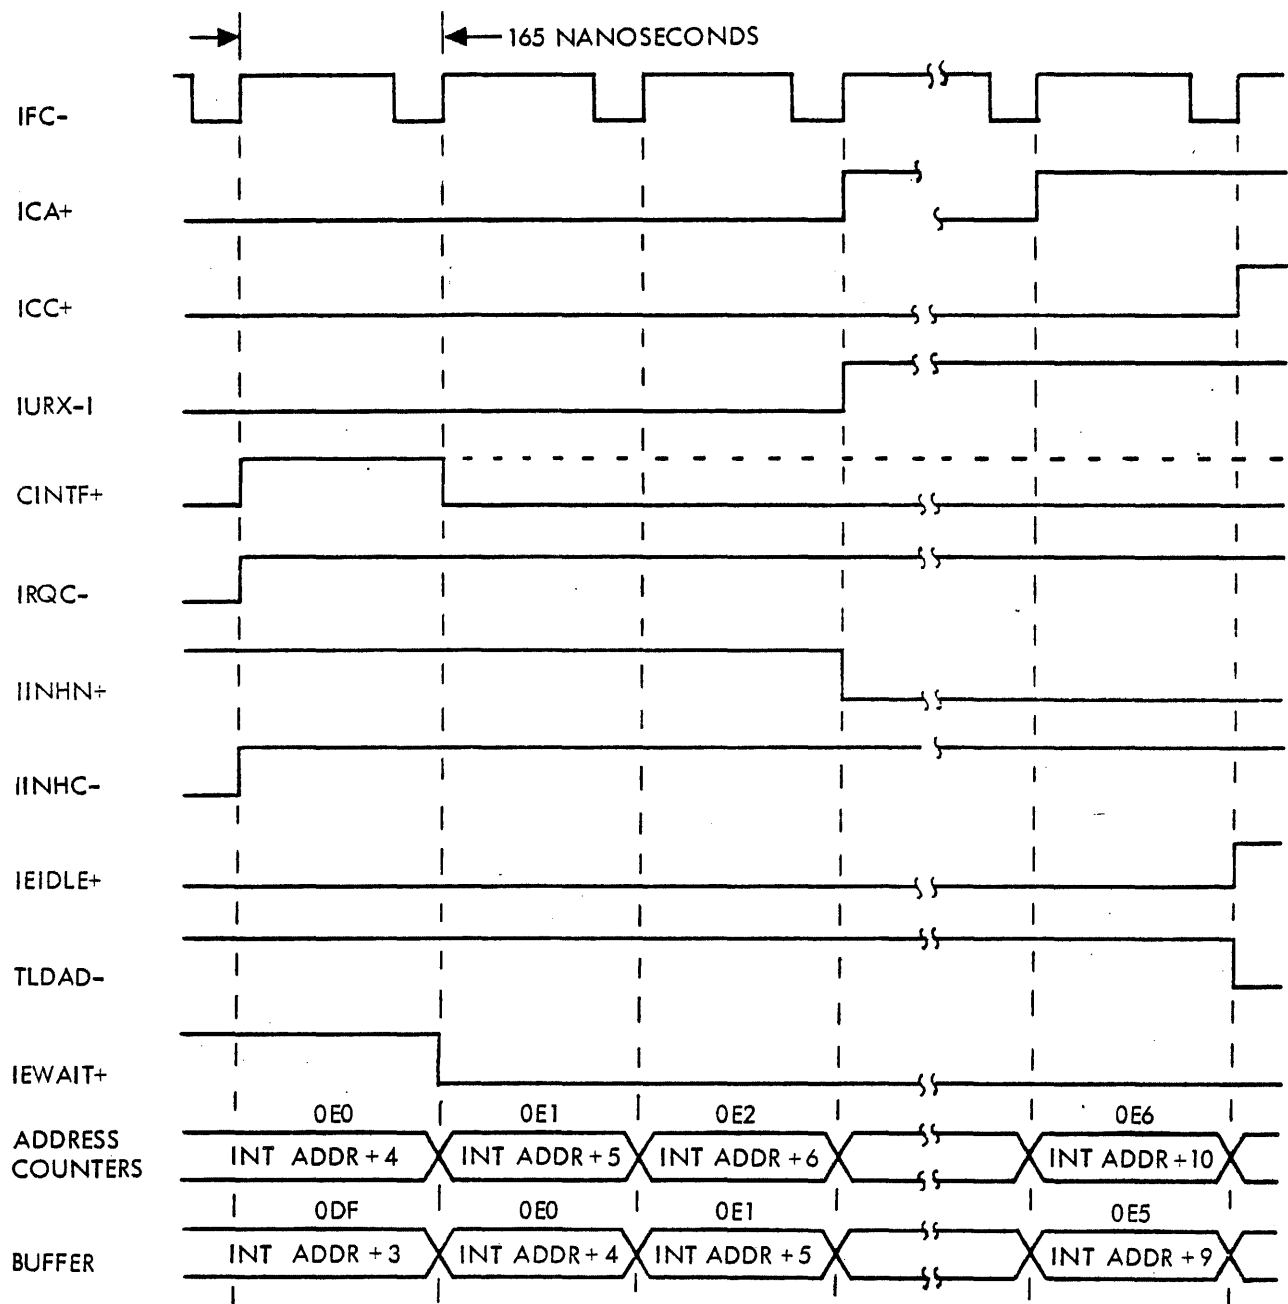 165 NANOSECONDS
IFC-
ICA+
ICC+
IURX-I
CINTF+
IRQC-
IINHN+
IINHC-
IEIDLE+
TLDAD-
IEWAIT+
0E0 0E1 0E2 0E6
ADDRESS COUNTERS
INT ADDR + 4 INT ADDR + 5 INT ADDR + 6 INT ADDR + 10
0DF 0E0 0E1 0E5
BUFFER INT ADDR + 3 INT ADDR + 4 INT ADDR + 5 INT ADDR + 9